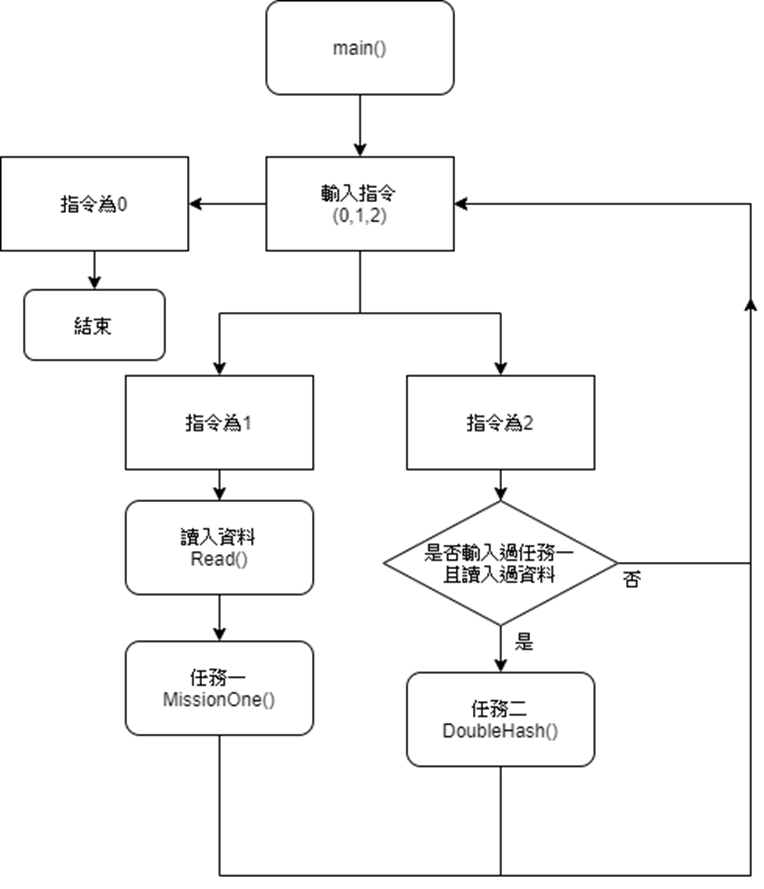 main()
輸入指令
(0,1,2)
指令為0
結束
指令為1
指令為2
讀入資料
Read()
是否輸入過任務一
且讀入過資料
否
是
任務一
MissionOne()
任務二
DoubleHash()